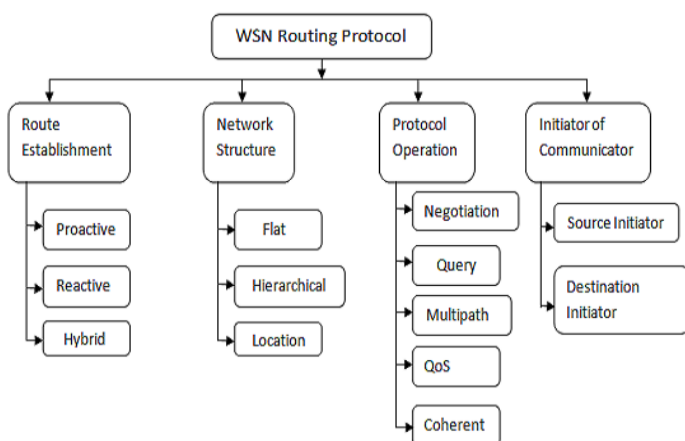 WSN Routing Protocol
Route
Establishment
Network
Structure
Protocol
Operation
Initiator of
Communicator
Proactive
Reactive
Hybrid
Flat
Hierarchical
Location
Negotiation
Query
Multipath
QoS
Coherent
Source Initiator
Destination
Initiator